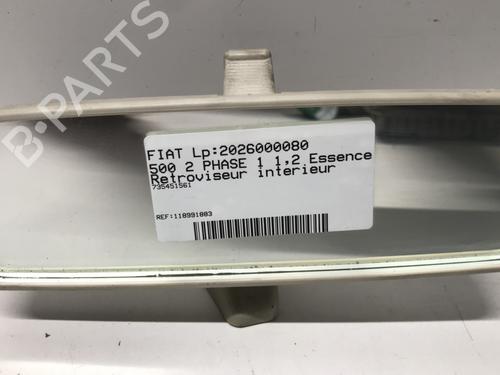 FIAT Lp:2026000080
500 2 PHASE 1 1,2 Essence
Retroviseur interieur
735451561
REF:118991883
B-PARTS